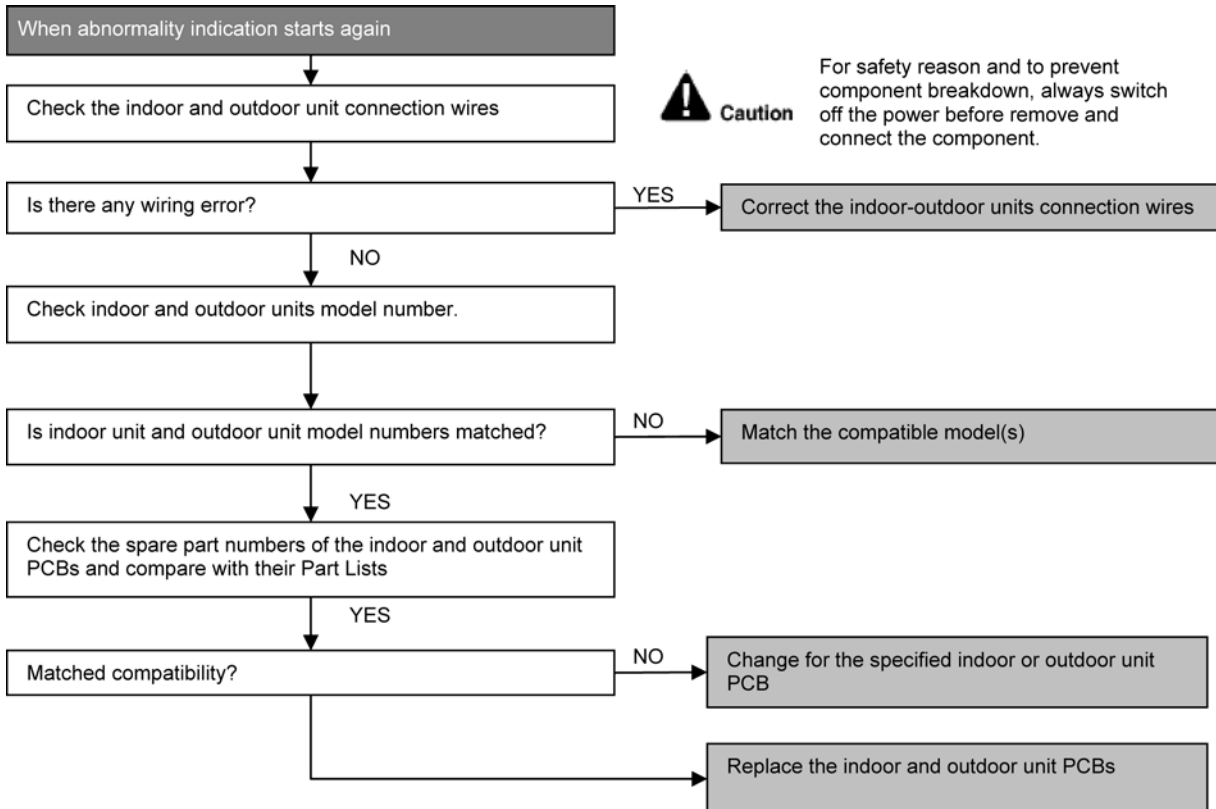 When abnormality indication starts again
Check the indoor and outdoor unit connection wires
Caution
For safety reason and to prevent
component breakdown, always switch
off the power before remove and
connect the component.
Is there any wiring error?
YES
Correct the indoor-outdoor units connection wires
NO
Check indoor and outdoor units model number.
Is indoor unit and outdoor unit model numbers matched?
NO
Match the compatible model(s)
YES
Check the spare part numbers of the indoor and outdoor unit
PCBs and compare with their Part Lists
YES
Matched compatibility?
NO
Change for the specified indoor or outdoor unit
PCB
Replace the indoor and outdoor unit PCBs